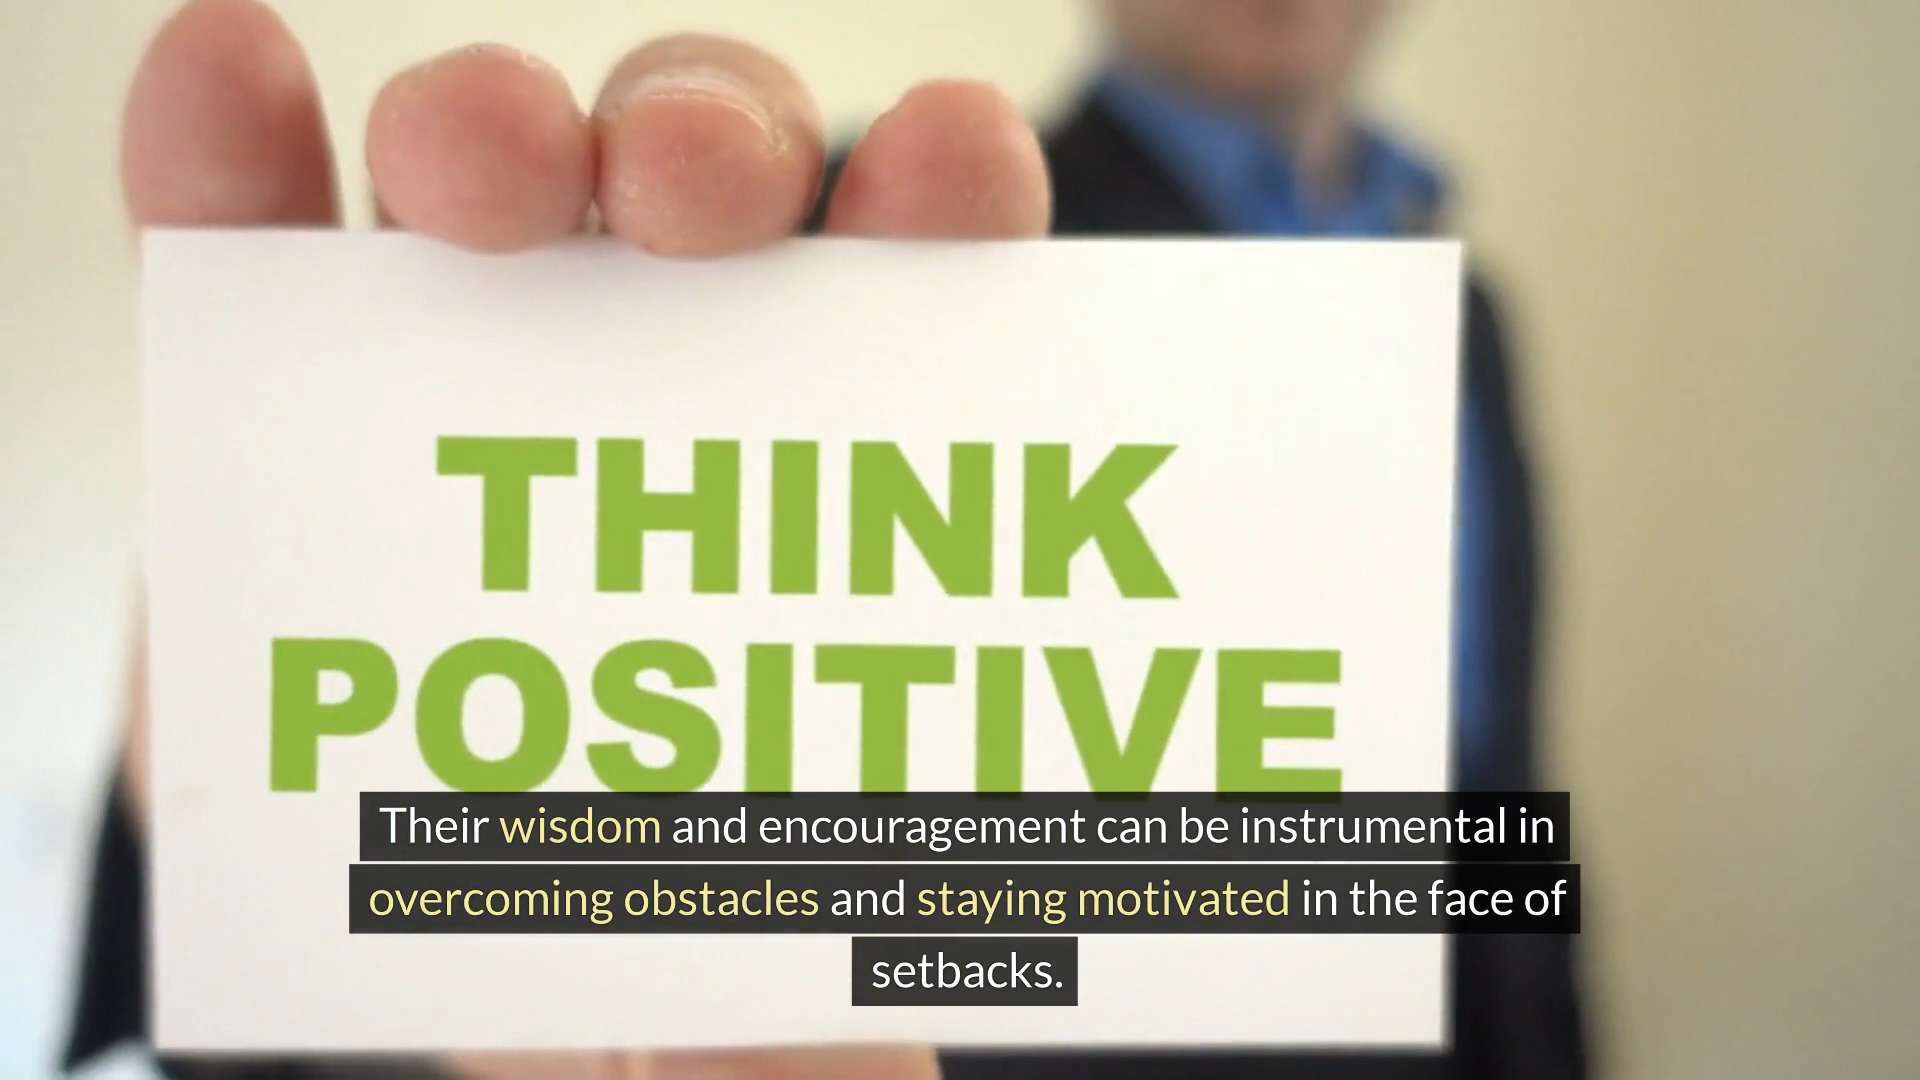 THINK
POSITIVE
Their wisdom and encouragement can be instrumental in
overcoming obstacles and staying motivated in the face of
setbacks.